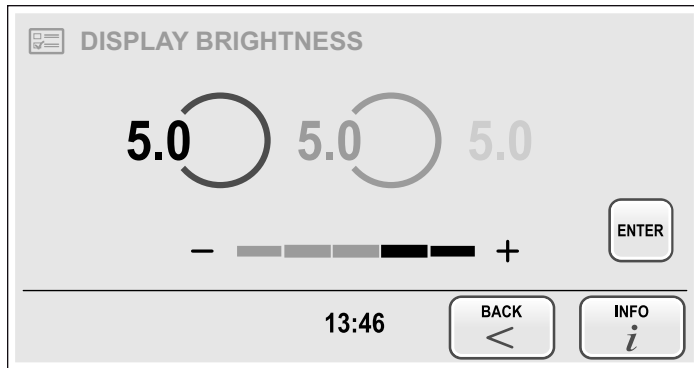 DISPLAY BRIGHTNESS
5.0 5.0 5.0
- +
ENTER
13:46
BACK
<
INFO
i